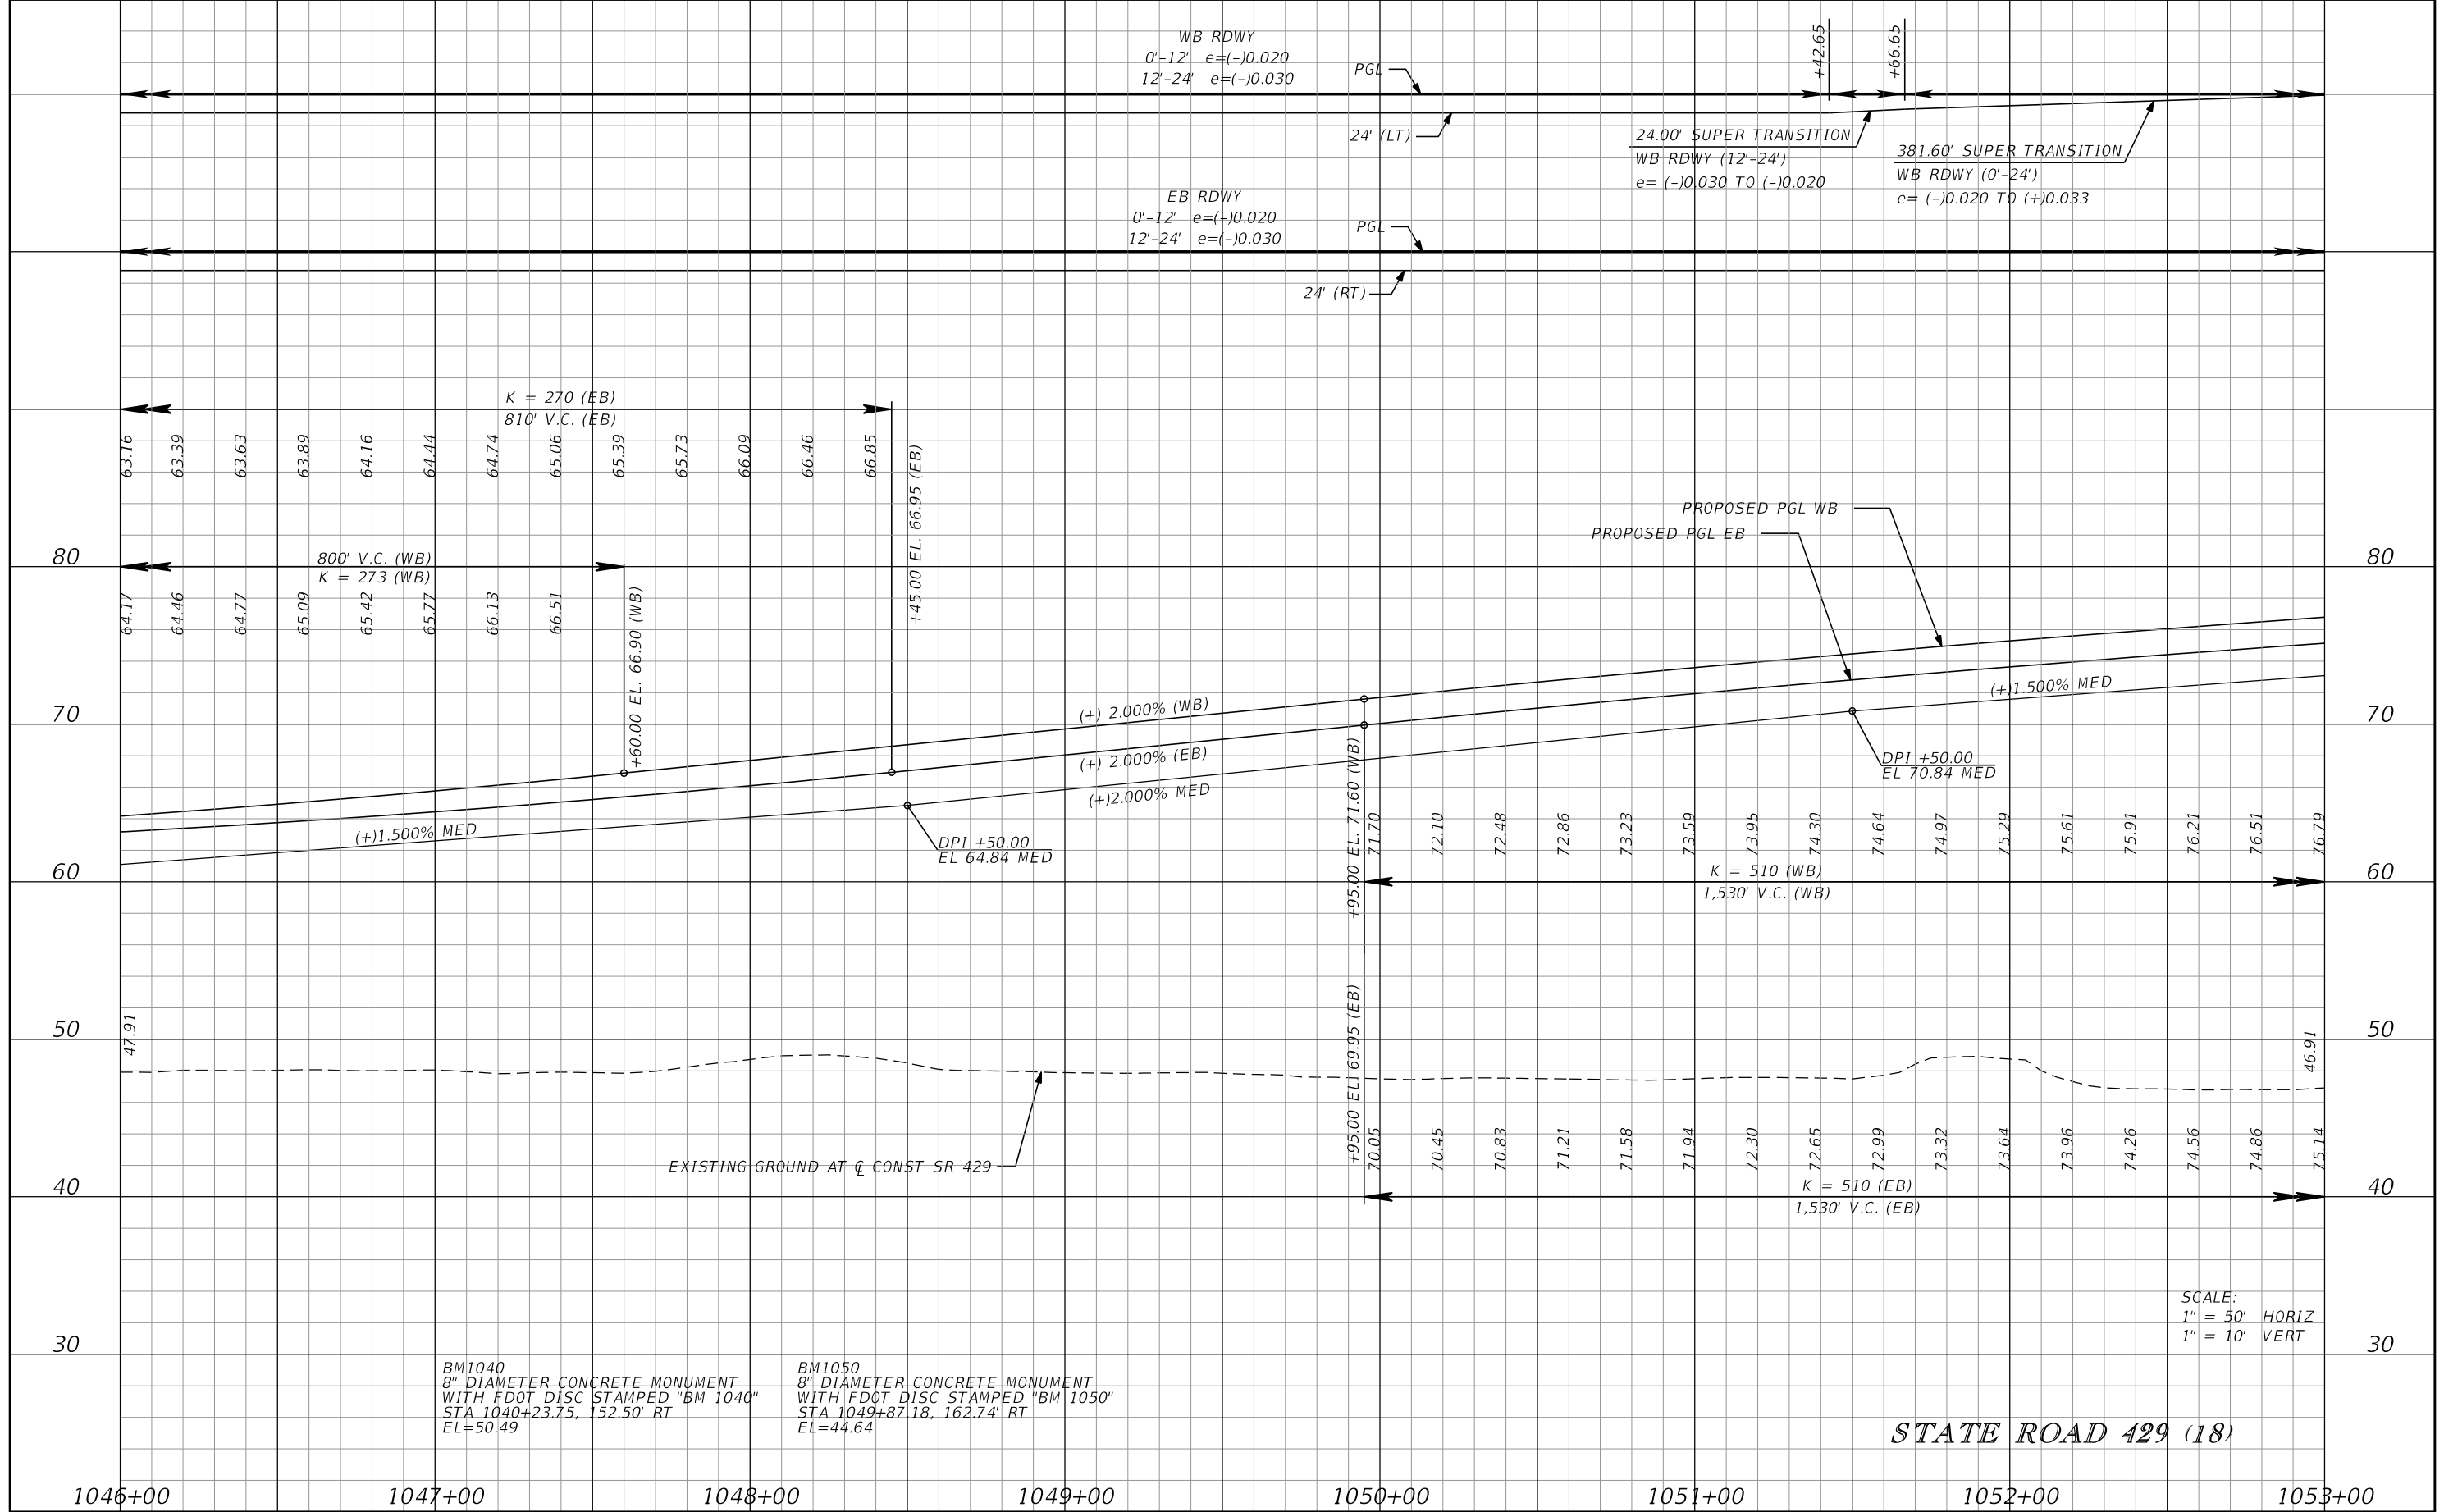 WB RDWY
0'-12' e=(-)0.020
12'-24' e=(-)0.030
PGL
+42.65
+66.65
24' (LT)
24.00' SUPER TRANSITION
WB RDWY (12'-24')
e= (-)0.030 TO (-)0.020
381.60' SUPER TRANSITION
WB RDWY (0'-24')
e= (-)0.020 TO (+)0.033
EB RDWY
0'-12' e=(-)0.020
12'-24' e=(-)0.030
PGL
24' (RT)
K = 270 (EB)
810' V.C. (EB)
63.16 63.39 63.63 63.89 64.16 64.44 64.74 65.06 65.39 65.73 66.09 66.46 66.85
+45.00 EL. 66.95 (EB)
PROPOSED PGL WB
PROPOSED PGL EB
80 80
800' V.C. (WB)
K = 273 (WB)
64.17 64.46 64.77 65.09 65.42 65.77 66.13 66.51
+60.00 EL. 66.90 (WB)
(+) 2.000% (WB)
(+)1.500% MED
70 70
(+) 2.000% (EB)
DPI +50.00
EL 70.84 MED
(+)2.000% MED
(+)1.500% MED
DPI +50.00
EL 64.84 MED
+95.00 EL. 71.60 (WB)
71.70 72.10 72.48 72.86 73.23 73.59 73.95 74.30 74.64 74.97 75.29 75.61 75.91 76.21 76.51 76.79
60 60
K = 510 (WB)
1,530' V.C. (WB)
50 50
47.91
46.91
+95.00 EL. 69.95 (EB)
70.05 70.45 70.83 71.21 71.58 71.94 72.30 72.65 72.99 73.32 73.64 73.96 74.26 74.56 74.86 75.14
EXISTING GROUND AT ℄ CONST SR 429
40 40
K = 510 (EB)
1,530' V.C. (EB)
SCALE:
1" = 50' HORIZ
1" = 10' VERT
30 30
BM1040
8" DIAMETER CONCRETE MONUMENT
WITH FDOT DISC STAMPED "BM 1040"
STA 1040+23.75, 152.50' RT
EL=50.49
BM1050
8" DIAMETER CONCRETE MONUMENT
WITH FDOT DISC STAMPED "BM 1050"
STA 1049+87.18, 162.74' RT
EL=44.64
STATE ROAD 429 (18)
1046+00 1047+00 1048+00 1049+00 1050+00 1051+00 1052+00 1053+00